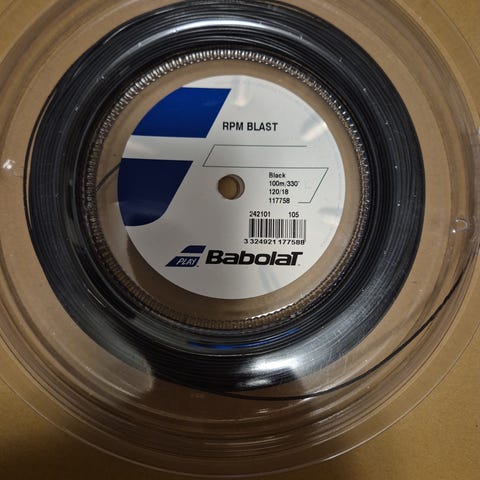 RPM BLAST
Black
100m/330'
120/18
117758
242101 105
3 324921 177588
PLAY BabolaT